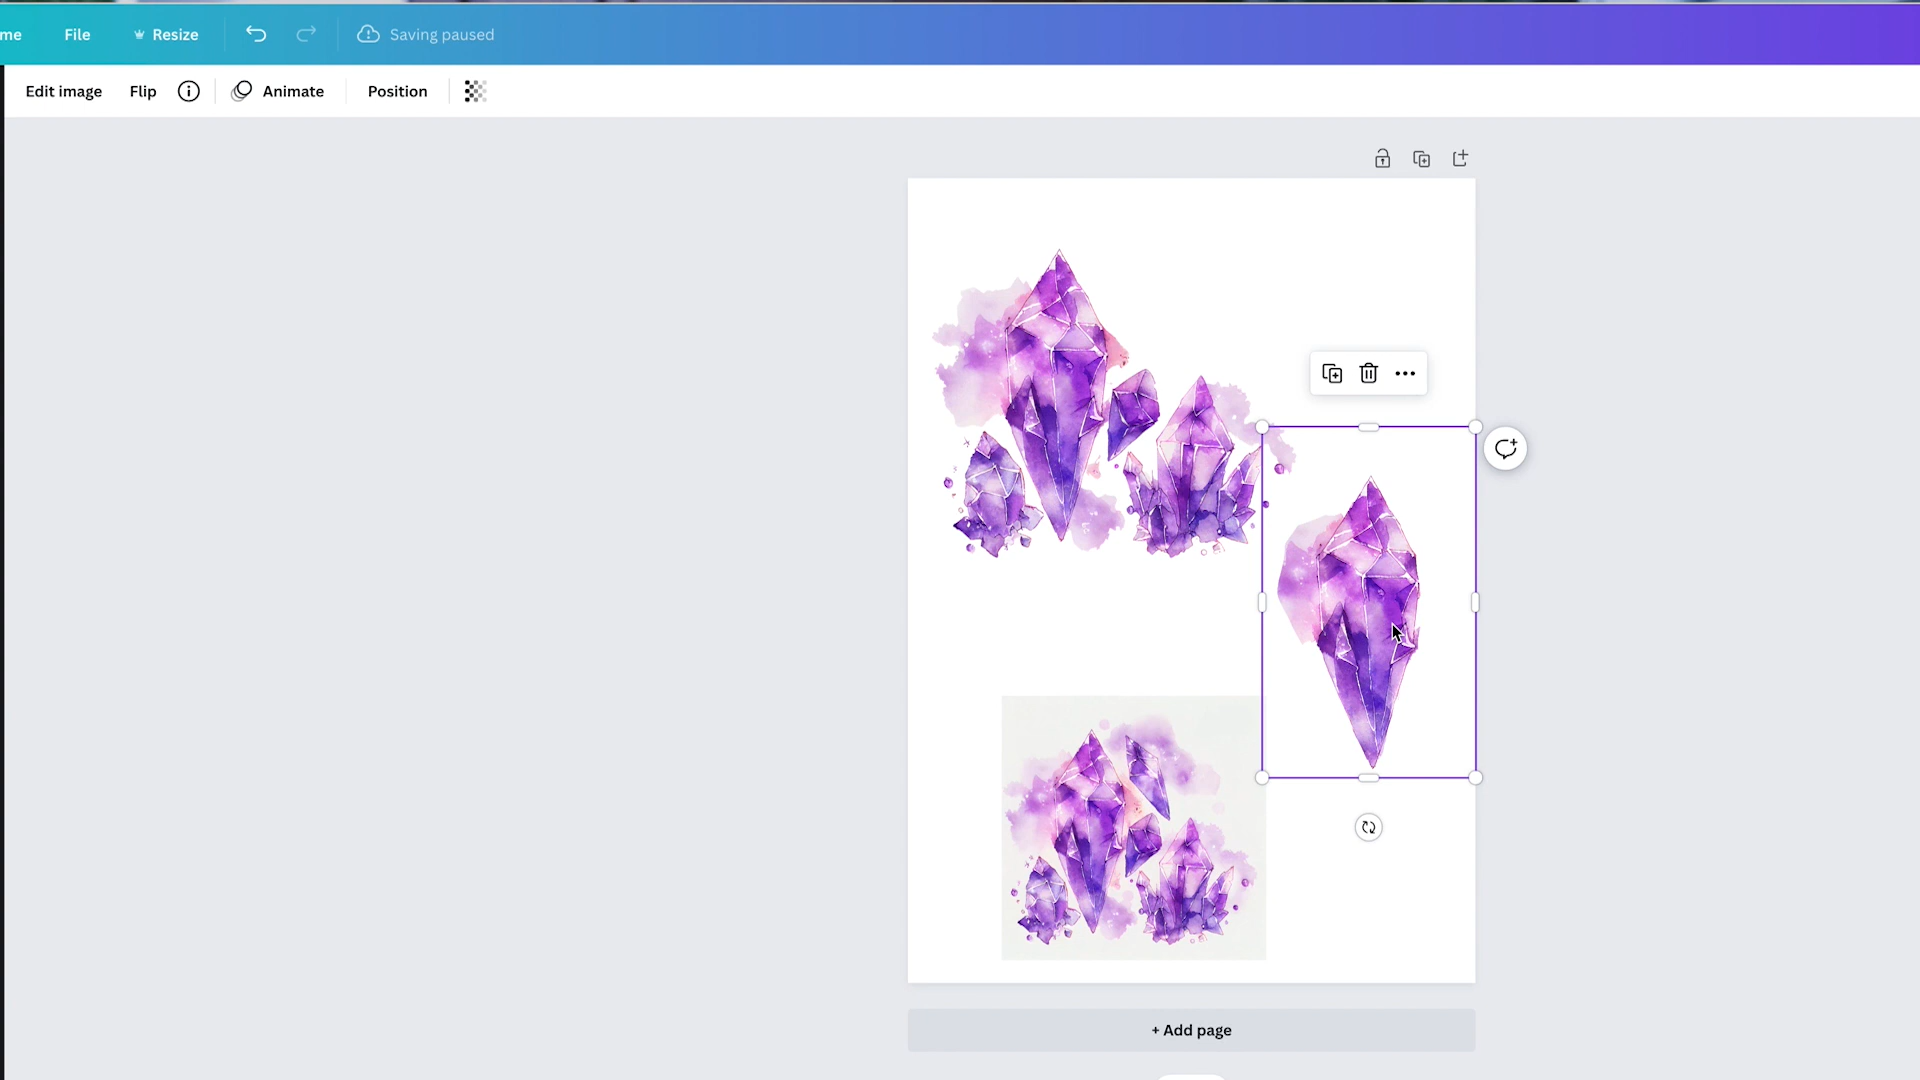 me File Resize Saving paused
Edit image Flip Animate Position
+ Add page